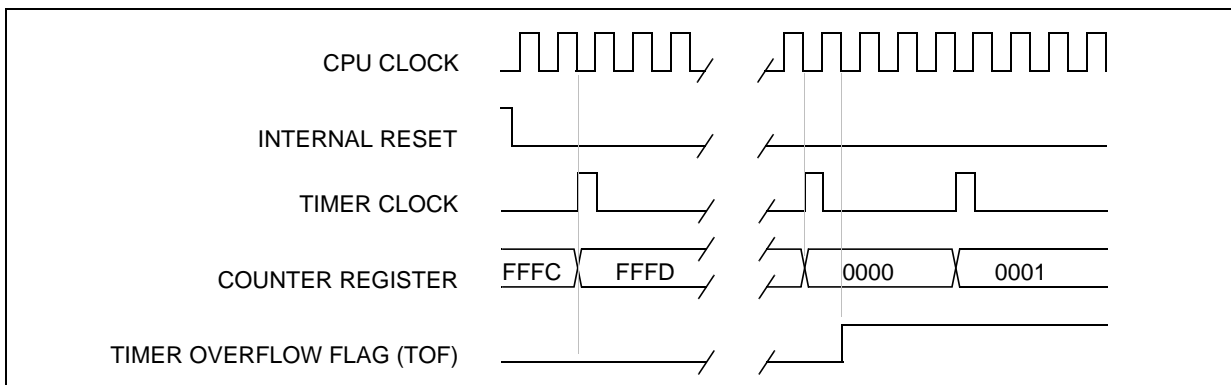 CPU CLOCK
INTERNAL RESET
TIMER CLOCK
COUNTER REGISTER FFFC FFFD 0000 0001
TIMER OVERFLOW FLAG (TOF)